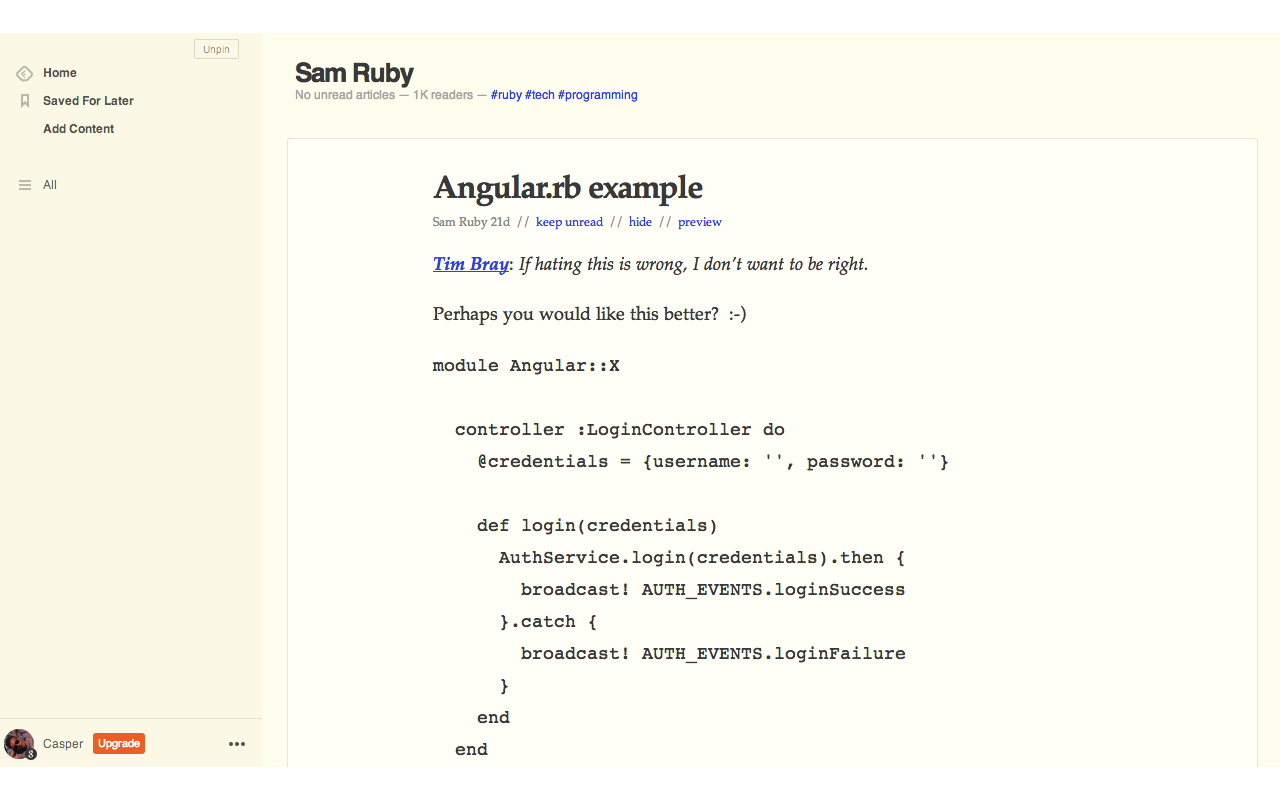 Unpin
Home
Saved For Later
Add Content
All
Casper Upgrade
8
Sam Ruby
No unread articles — 1K readers — #ruby #tech #programming
Angular.rb example
Sam Ruby 21d // keep unread // hide // preview
Tim Bray: If hating this is wrong, I don’t want to be right.
Perhaps you would like this better? :-)
module Angular::X
controller :LoginController do
@credentials = {username: '', password: ''}
def login(credentials)
AuthService.login(credentials).then {
broadcast! AUTH_EVENTS.loginSuccess
}.catch {
broadcast! AUTH_EVENTS.loginFailure
}
end
end